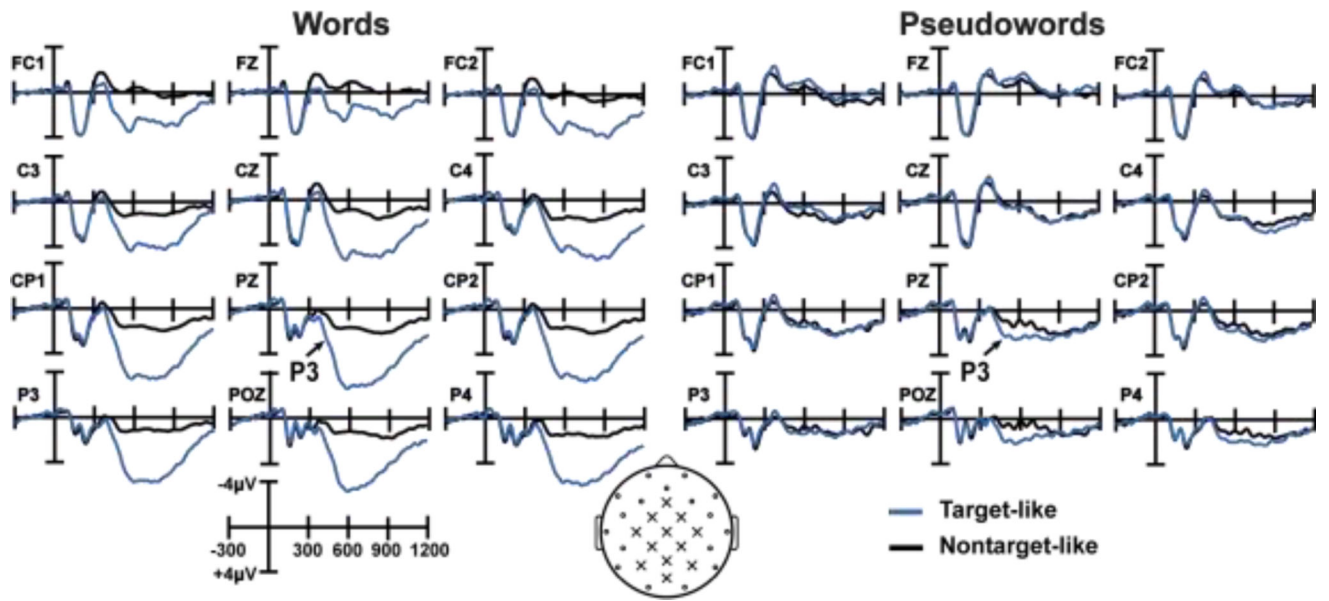 Words Pseudowords
FC1 FZ FC2 FC1 FZ FC2
C3 CZ C4 C3 CZ C4
CP1 PZ CP2 CP1 PZ CP2
P3 P3
P3 POZ P4 P3 POZ P4
-4µV
-300 300 600 900 1200
+4µV
Target-like
Nontarget-like